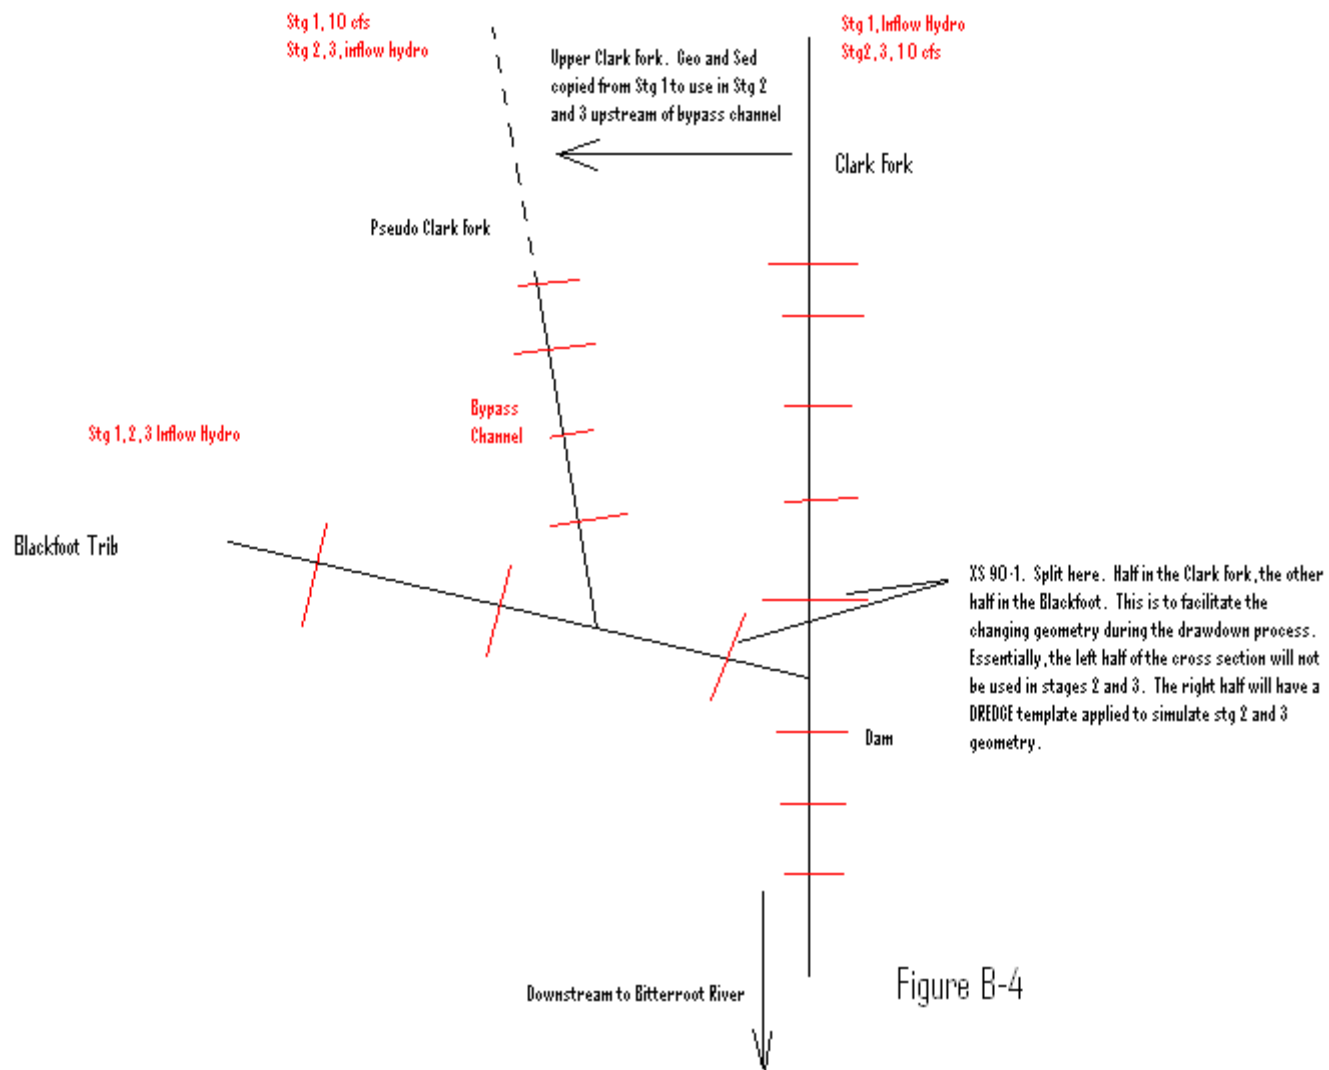 Stg 1, 10 cfs
Stg 2, 3, inflow hydro
Stg 1, Inflow Hydro
Stg2, 3, 10 cfs
Upper Clark Fork. Geo and Sed
copied from Stg 1 to use in Stg 2
and 3 upstream of bypass channel
Clark Fork
Pseudo Clark Fork
Bypass
Channel
Stg 1, 2, 3 Inflow Hydro
Blackfoot Trib
XS 90-1. Split here. Half in the Clark Fork, the other
half in the Blackfoot. This is to facilitate the
changing geometry during the drawdown process.
Essentially, the left half of the cross section will not
be used in stages 2 and 3. The right half will have a
DREDGE template applied to simulate stg 2 and 3
geometry.
Dam
Figure B-4
Downstream to Bitterroot River